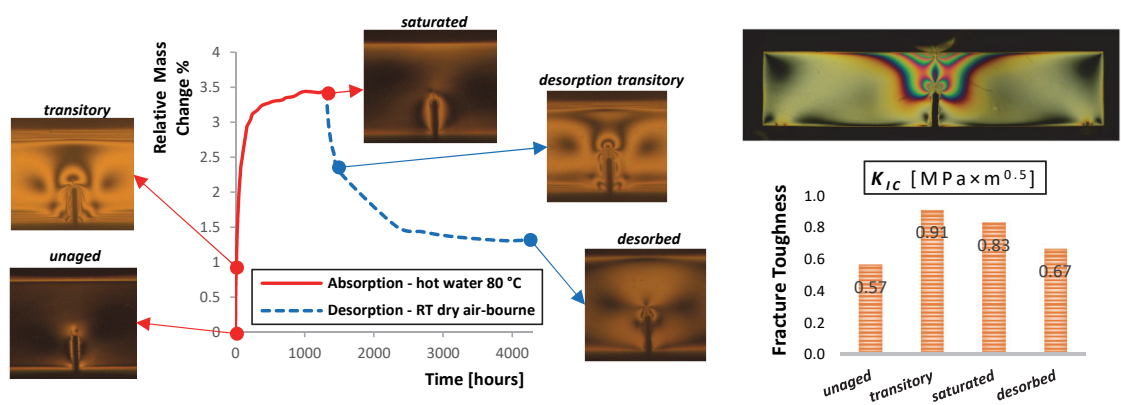 saturated
desorption transitory
transitory
unaged
desorbed
Relative Mass
Change %
4
3.5
3
2.5
2
1.5
1
0.5
0
Absorption - hot water 80 °C
Desorption - RT dry air-bourne
0
1000
2000
3000
4000
Time [hours]
K_IC [MPa×m^0.5]
Fracture Toughness
1.0
0.8
0.6
0.4
0.2
0.0
0.57
0.91
0.83
0.67
unaged
transitory
saturated
desorbed